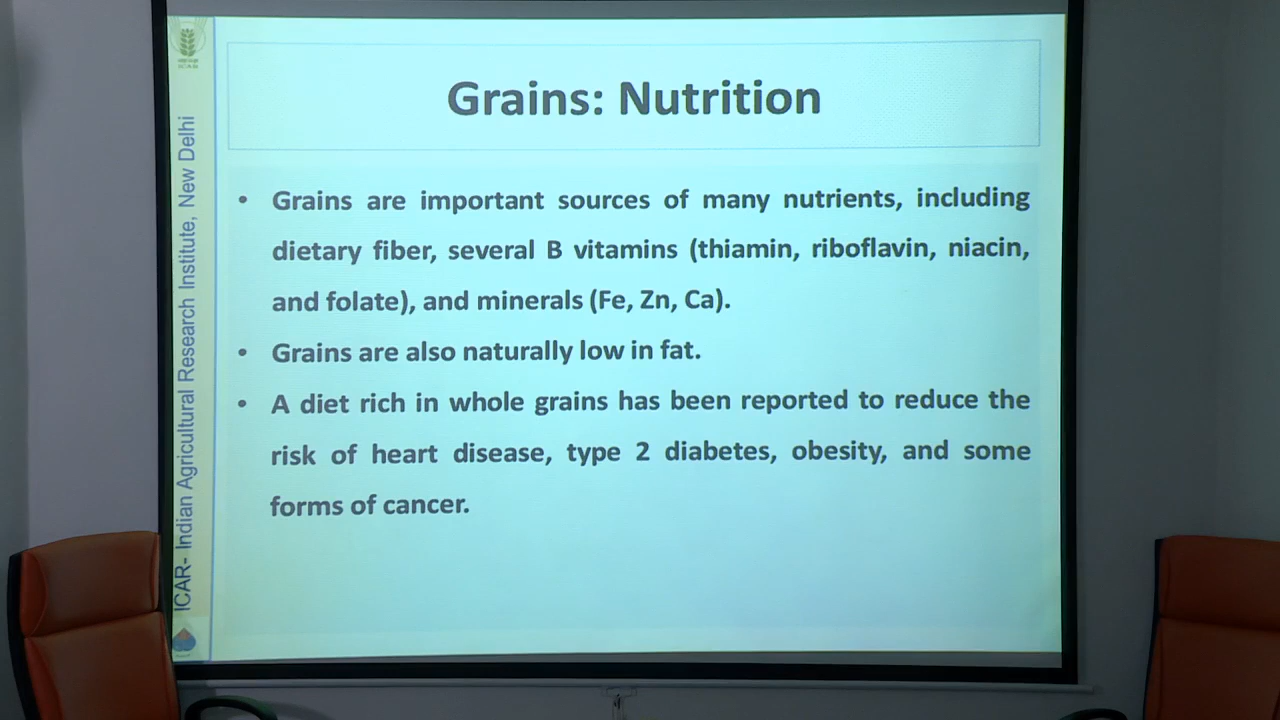 Grains: Nutrition
• Grains are important sources of many nutrients, including
dietary fiber, several B vitamins (thiamin, riboflavin, niacin,
and folate), and minerals (Fe, Zn, Ca).
• Grains are also naturally low in fat.
• A diet rich in whole grains has been reported to reduce the
risk of heart disease, type 2 diabetes, obesity, and some
forms of cancer.
ICAR- Indian Agricultural Research Institute, New Delhi
ICAR